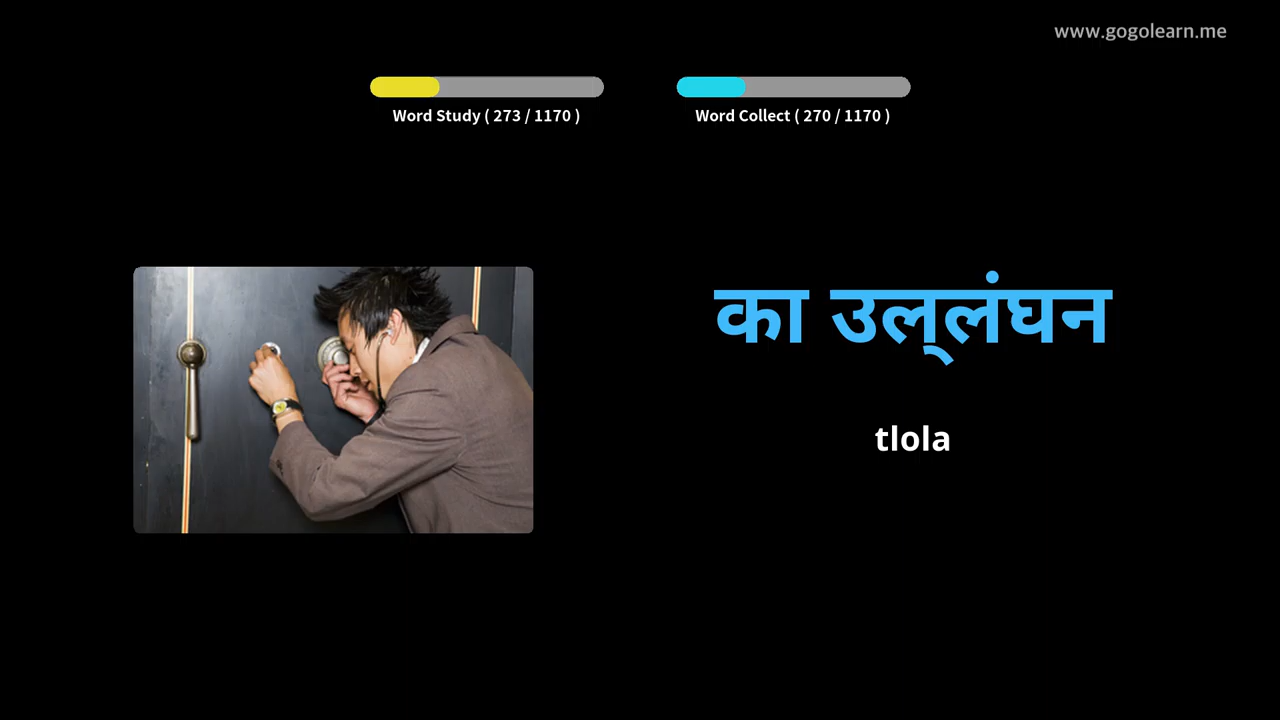 www.gogolearn.me
Word Study ( 273 / 1170 )
Word Collect ( 270 / 1170 )
का उल्लंघन
tlola